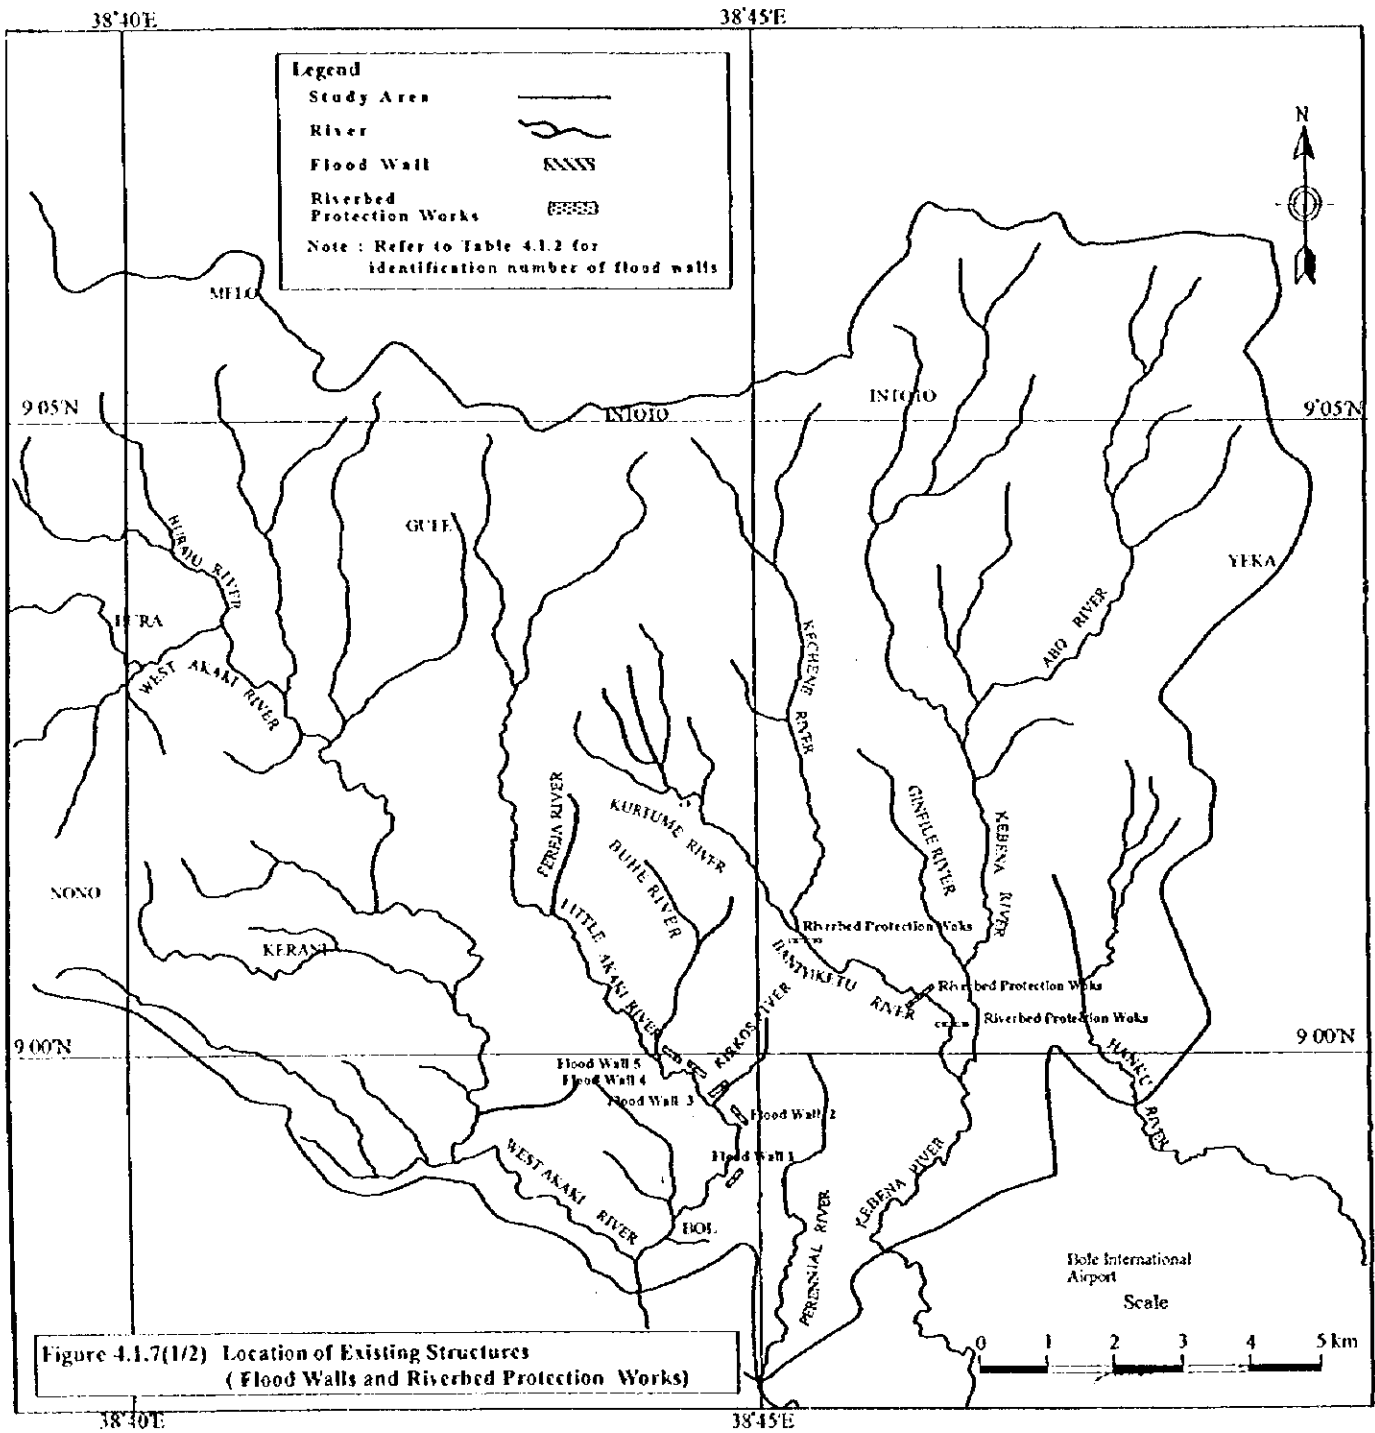 38°40'E
38°45'E
Legend
Study Area
River
Flood Wall
Riverbed
Protection Works
Note : Refer to Table 4.1.2 for
identification number of flood walls
N
MELO
9°05'N
INTOTO
INTOTO
9°05'N
GULE
YEKA
RIVER
ABO RIVER
KECHENE RIVER
WEST AKAKI RIVER
FEREJA RIVER
KURTUME RIVER
BUHE RIVER
GINFILE RIVER
KEBENA RIVER
NONO
LITTLE AKAKI RIVER
KERANI
Riverbed Protection Woks
BANTYIKETU RIVER
Riverbed Protection Woks
Riverbed Protection Woks
KIRKOS RIVER
9°00'N
9°00'N
HANKU RIVER
Flood Wall 5
Flood Wall 4
Flood Wall 3
Flood Wall 2
Flood Wall 1
WEST AKAKI RIVER
KEBENA RIVER
PERENNIAL RIVER
BOL
Bole International
Airport
Scale
0 1 2 3 4 5 km
Figure 4.1.7(1/2) Location of Existing Structures
( Flood Walls and Riverbed Protection Works)
38°40'E
38°45'E